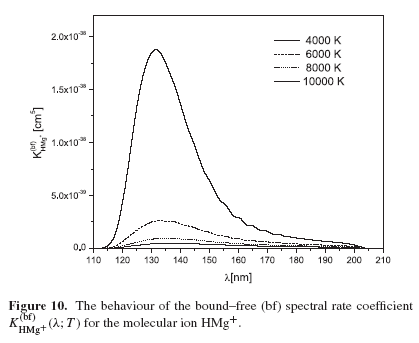 2.0x10⁻³⁸
1.5x10⁻³⁸
1.0x10⁻³⁸
5.0x10⁻³⁹
0.0
K(bf)HMg⁺ [cm⁵]
4000 K
6000 K
8000 K
10000 K
110 120 130 140 150 160 170 180 190 200 210
λ[nm]
Figure 10. The behaviour of the bound–free (bf) spectral rate coefficient
K(bf)HMg+(λ; T) for the molecular ion HMg⁺.